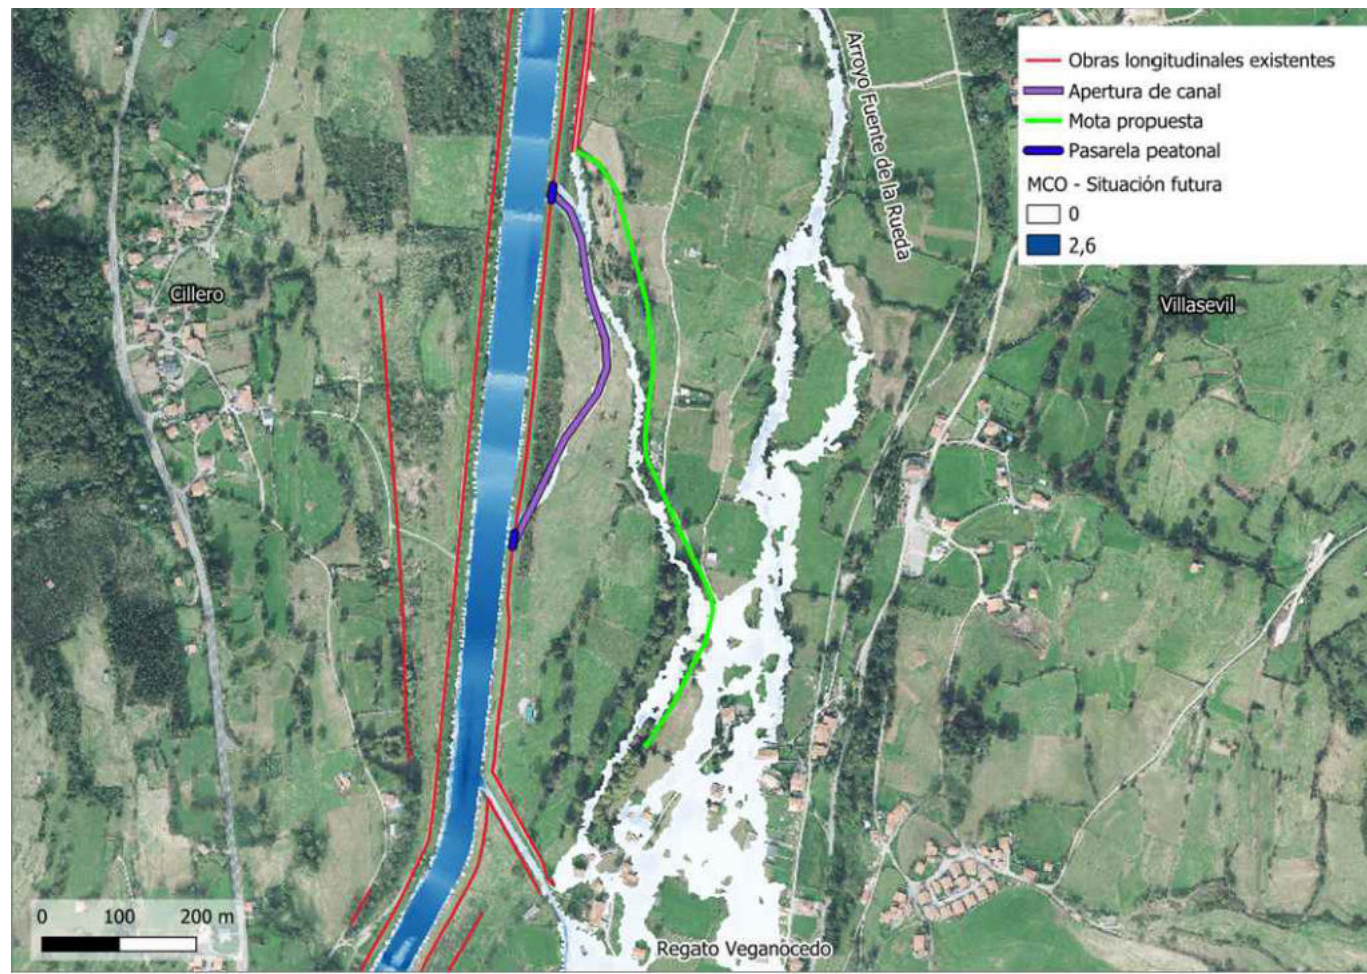 Obras longitudinales existentes
Apertura de canal
Mota propuesta
Pasarela peatonal
MCO - Situación futura
0
2,6
Arroyo Fuente de la Rueda
Cillero
Villasevil
0 100 200 m
Regato Veganocedo